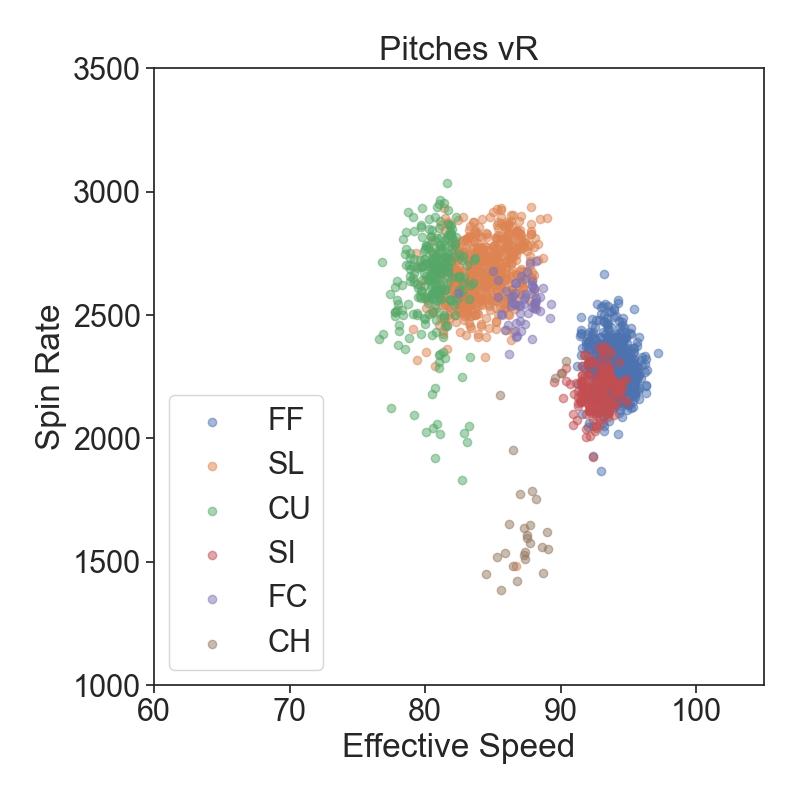 Pitches vR
3500
3000
2500
2000
1500
1000
Spin Rate
FF
SL
CU
SI
FC
CH
60 70 80 90 100
Effective Speed